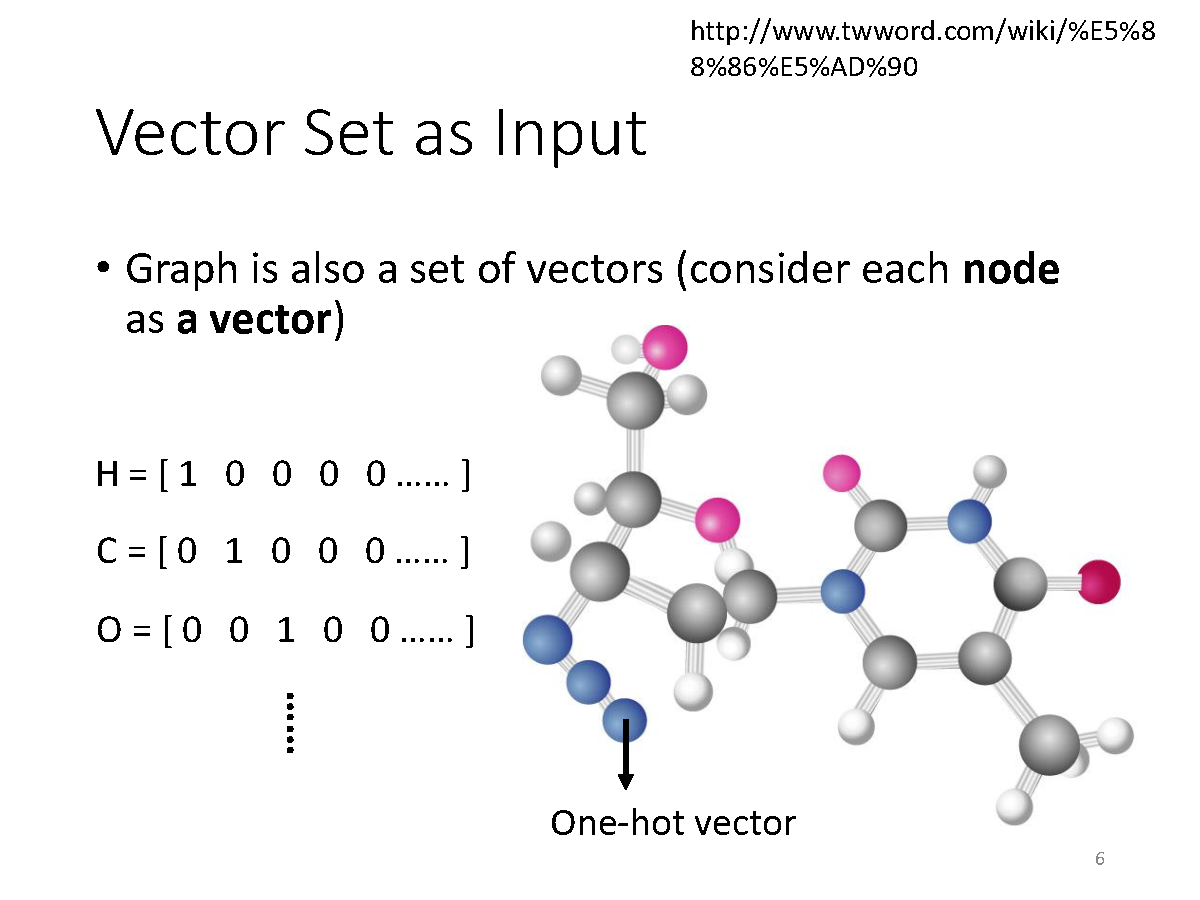 http://www.twword.com/wiki/%E5%8
8%86%E5%AD%90
Vector Set as Input
• Graph is also a set of vectors (consider each node
as a vector)
H = [ 1 0 0 0 0 …… ]
C = [ 0 1 0 0 0 …… ]
O = [ 0 0 1 0 0 …… ]
……
One-hot vector
6